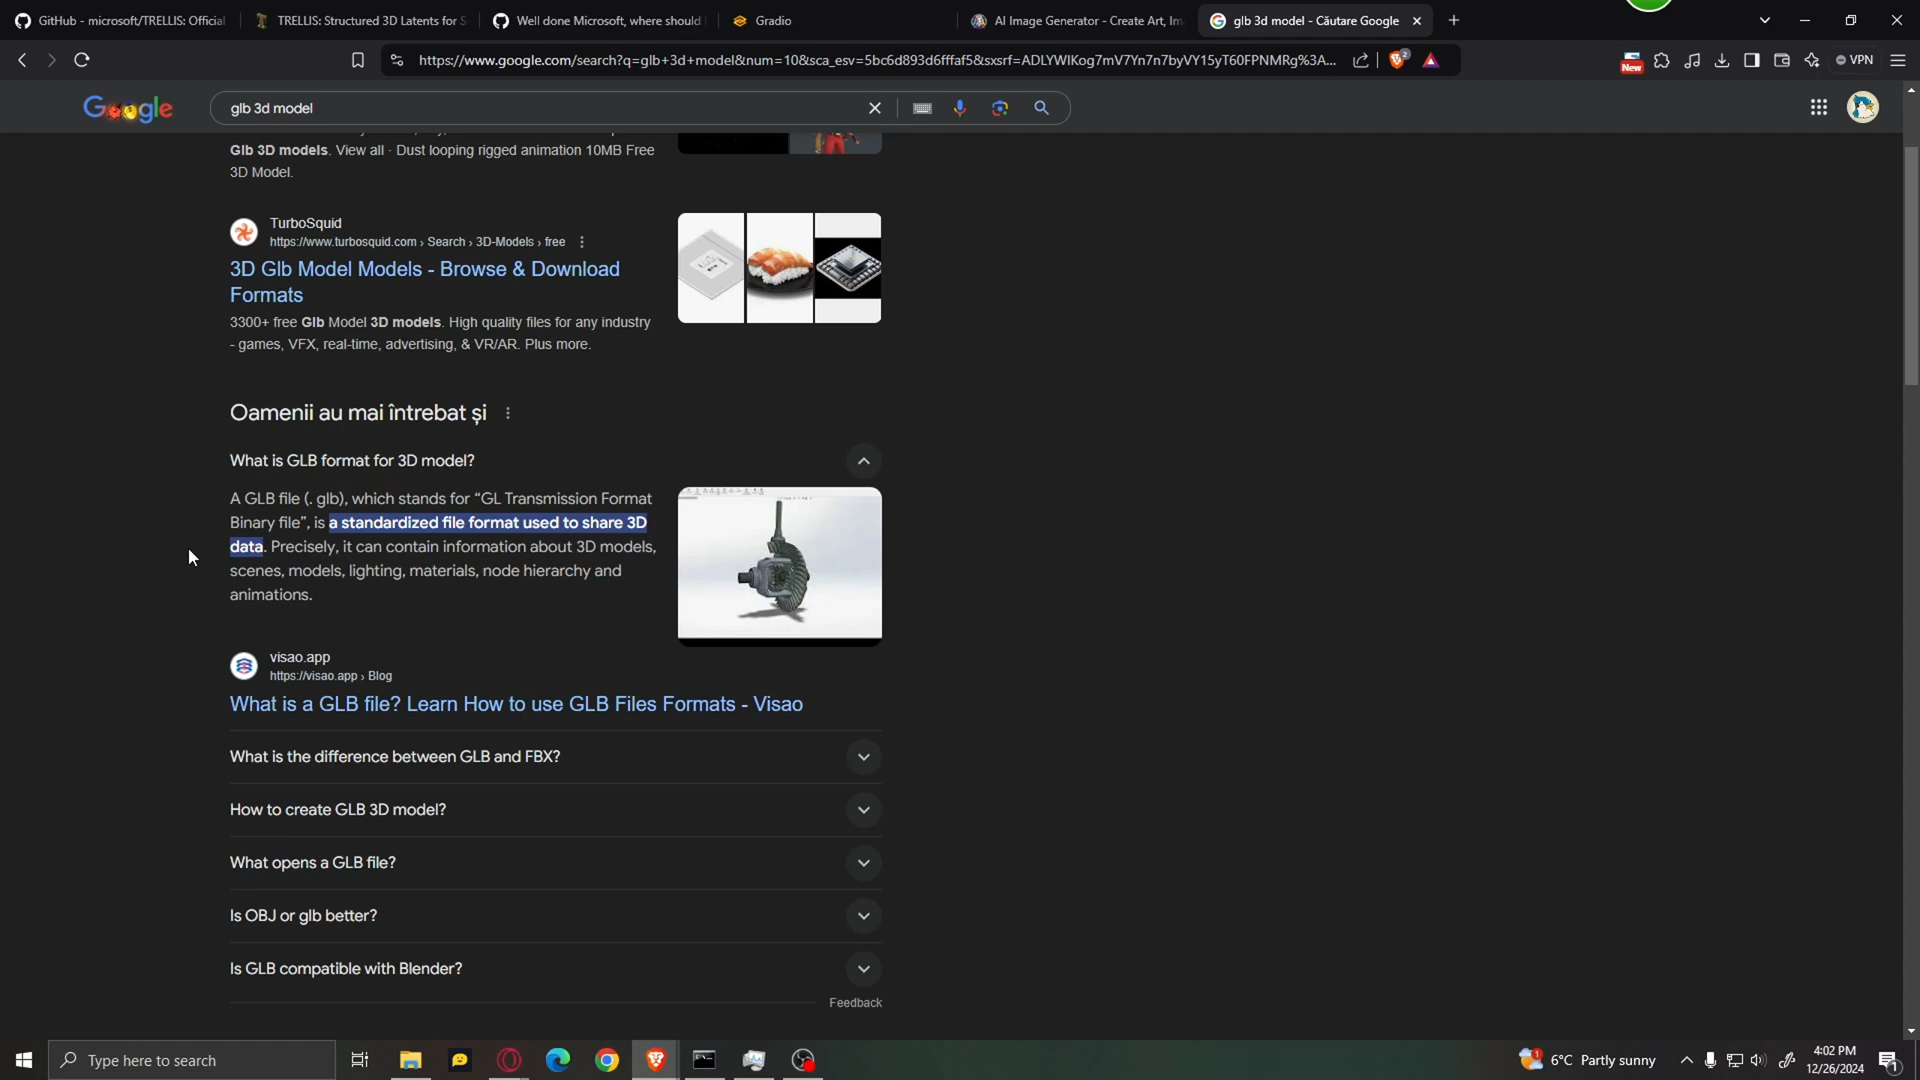 GitHub - microsoft/TRELLIS: Official
TRELLIS: Structured 3D Latents for S
Well done Microsoft, where should
Gradio
AI Image Generator - Create Art, Im
glb 3d model - Căutare Google
https://www.google.com/search?q=glb+3d+model&num=10&sca_esv=5bc6d893d6fffaf5&sxsrf=ADLYWIKog7mV7Yn7n7byVY15yT60FPNMRg%3A...
2
New
VPN
Google
glb 3d model
Glb 3D models. View all · Dust looping rigged animation 10MB Free
3D Model.
TurboSquid
https://www.turbosquid.com › Search › 3D-Models › free
3D Glb Model Models - Browse & Download
Formats
3300+ free Glb Model 3D models. High quality files for any industry
- games, VFX, real-time, advertising, & VR/AR. Plus more.
Oamenii au mai întrebat și
What is GLB format for 3D model?
A GLB file (. glb), which stands for “GL Transmission Format
Binary file”, is a standardized file format used to share 3D
data. Precisely, it can contain information about 3D models,
scenes, models, lighting, materials, node hierarchy and
animations.
visao.app
https://visao.app › Blog
What is a GLB file? Learn How to use GLB Files Formats - Visao
What is the difference between GLB and FBX?
How to create GLB 3D model?
What opens a GLB file?
Is OBJ or glb better?
Is GLB compatible with Blender?
Feedback
Type here to search
1
6°C Partly sunny
4:02 PM
12/26/2024
1